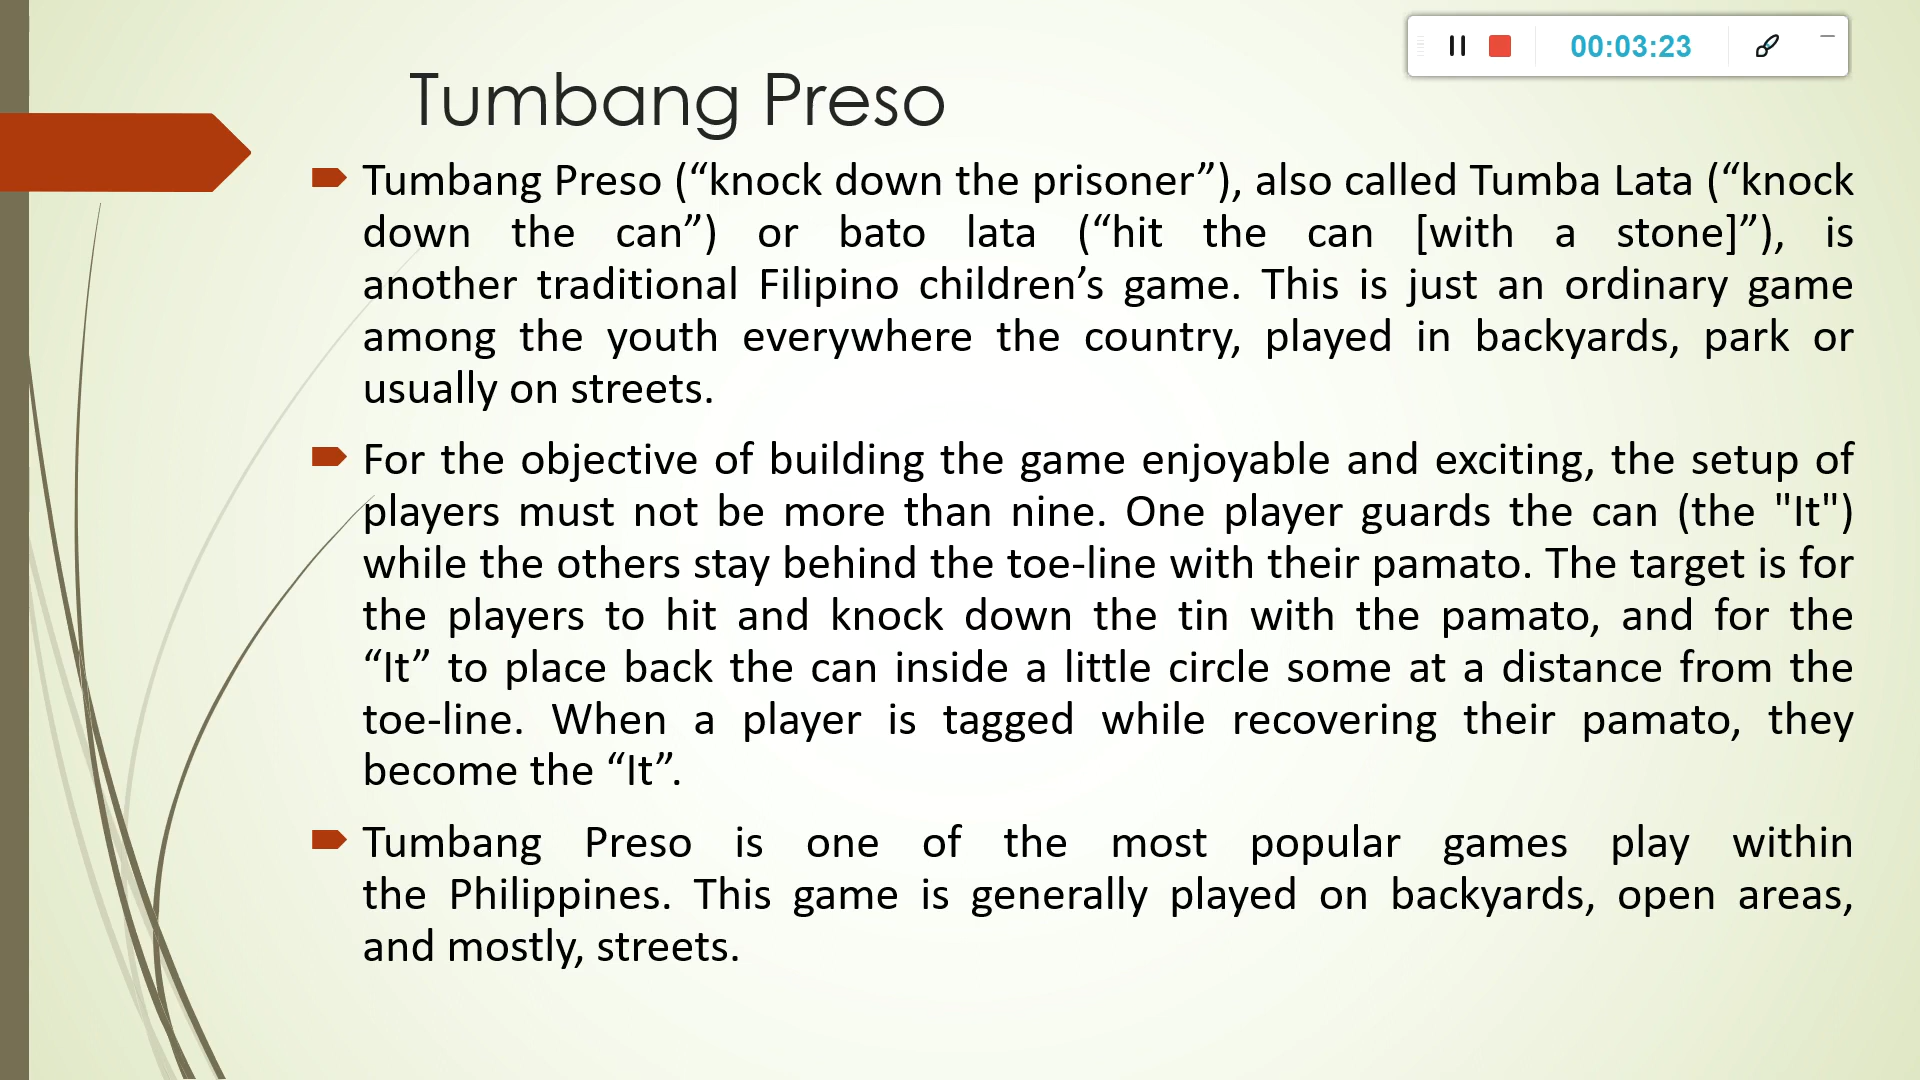 00:03:23
Tumbang Preso
Tumbang Preso (“knock down the prisoner”), also called Tumba Lata (“knock
down the can”) or bato lata (“hit the can [with a stone]”), is
another traditional Filipino children’s game. This is just an ordinary game
among the youth everywhere the country, played in backyards, park or
usually on streets.
For the objective of building the game enjoyable and exciting, the setup of
players must not be more than nine. One player guards the can (the "It")
while the others stay behind the toe-line with their pamato. The target is for
the players to hit and knock down the tin with the pamato, and for the
“It” to place back the can inside a little circle some at a distance from the
toe-line. When a player is tagged while recovering their pamato, they
become the “It”.
Tumbang Preso is one of the most popular games play within
the Philippines. This game is generally played on backyards, open areas,
and mostly, streets.